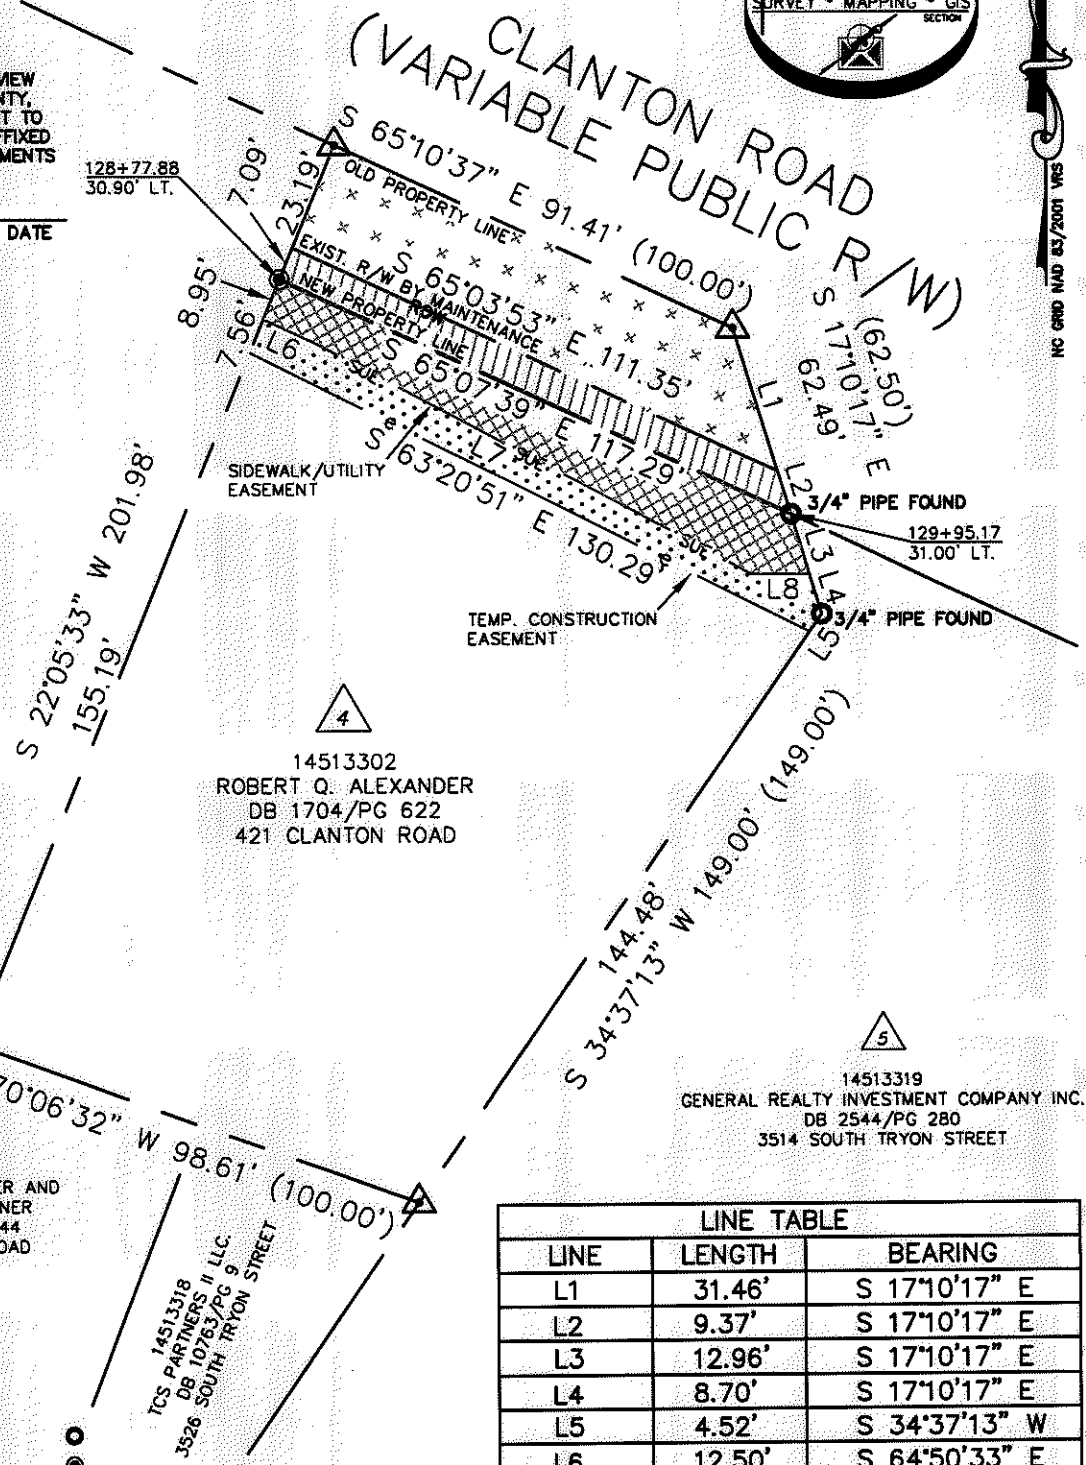 SURVEY - MAPPING - GIS
SECTION
CLANTON ROAD
(VARIABLE PUBLIC R/W)
NC GRID NAD 83/2001 VRS
DATE
128+77.88
30.90' LT.
7.09'
23.19'
8.95'
7.56'
S 65°10'37" E 91.41' (100.00')
OLD PROPERTY LINE
EXIST. R/W BY MAINTENANCE
ROW
S 65°03'53" E 111.35'
NEW PROPERTY LINE
S 65°07'39" E 117.29'
L6
SUE
L7
SUE
SUE
S 63°20'51" E 130.29'
L1
L2
L3
L4
L5
L8
(62.50')
S 17°10'17" E
62.49'
3/4" PIPE FOUND
129+95.17
31.00' LT.
3/4" PIPE FOUND
SIDEWALK/UTILITY
EASEMENT
TEMP. CONSTRUCTION
EASEMENT
S 22°05'33" W 201.98'
155.19'
4
14513302
ROBERT Q. ALEXANDER
DB 1704/PG 622
421 CLANTON ROAD
144.48'
S 34°37'13" W 149.00' (149.00')
5
14513319
GENERAL REALTY INVESTMENT COMPANY INC.
DB 2544/PG 280
3514 SOUTH TRYON STREET
70°06'32" W 98.61' (100.00')
14513318
TCS PARTNERS II LLC.
DB 10763/PG 9
3526 SOUTH TRYON STREET
LINE TABLE
LINE LENGTH BEARING
L1 31.46' S 17°10'17" E
L2 9.37' S 17°10'17" E
L3 12.96' S 17°10'17" E
L4 8.70' S 17°10'17" E
L5 4.52' S 34°37'13" W
L6 12.50' S 64°50'33" E